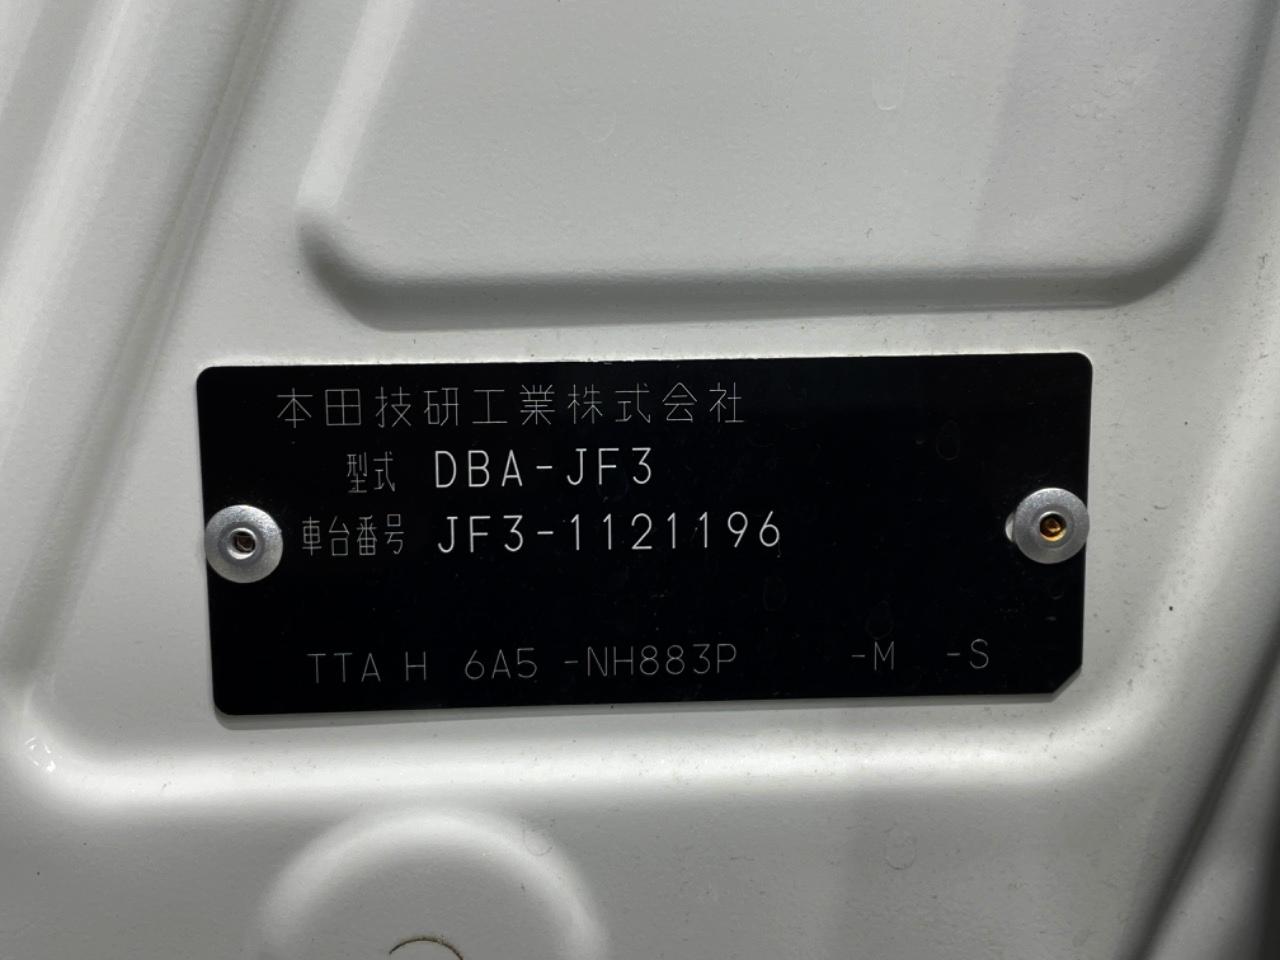 本田技研工業株式会社
型式 DBA-JF3
車台番号 JF3-1121196
TTA H 6A5 -NH883P -M -S